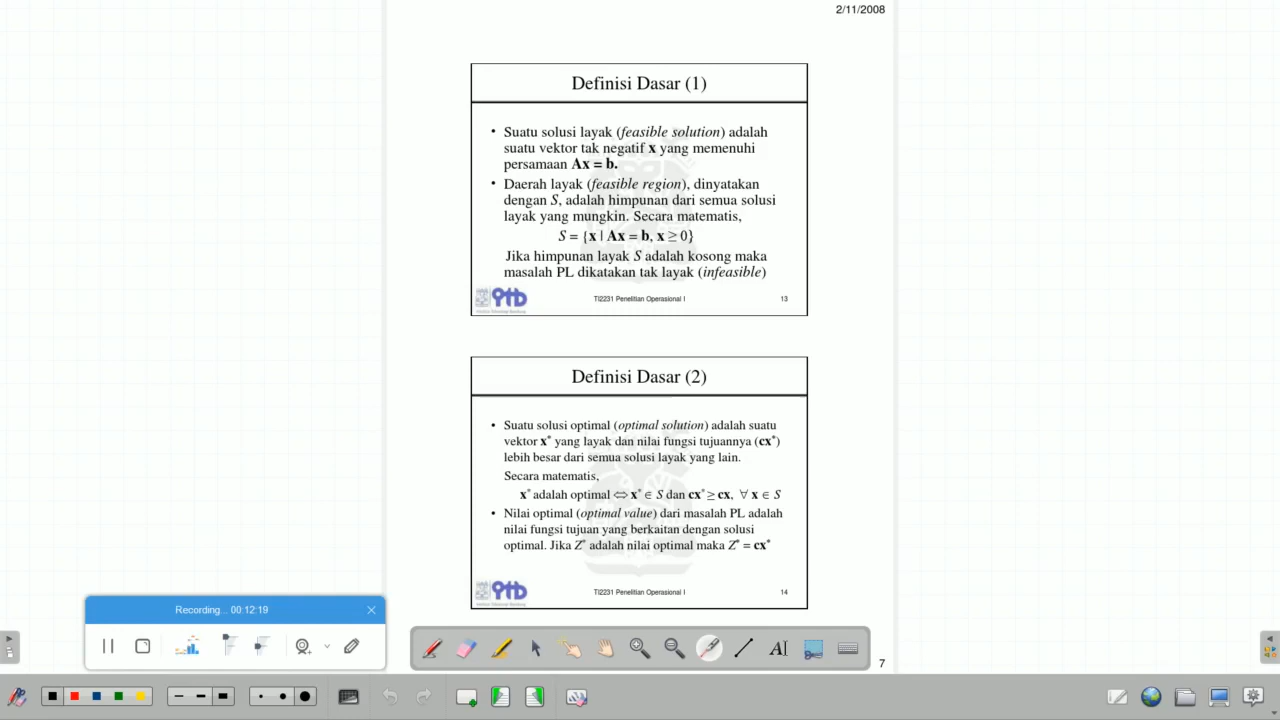 2/11/2008
Definisi Dasar (1)
• Suatu solusi layak (feasible solution) adalah
suatu vektor tak negatif x yang memenuhi
persamaan Ax = b.
• Daerah layak (feasible region), dinyatakan
dengan S, adalah himpunan dari semua solusi
layak yang mungkin. Secara matematis,
S = {x | Ax = b, x ≥ 0}
Jika himpunan layak S adalah kosong maka
masalah PL dikatakan tak layak (infeasible)
TI2231 Penelitian Operasional I
13
Definisi Dasar (2)
• Suatu solusi optimal (optimal solution) adalah suatu
vektor x* yang layak dan nilai fungsi tujuannya (cx*)
lebih besar dari semua solusi layak yang lain.
Secara matematis,
x* adalah optimal ⇔ x* ∈ S dan cx* ≥ cx, ∀ x ∈ S
• Nilai optimal (optimal value) dari masalah PL adalah
nilai fungsi tujuan yang berkaitan dengan solusi
optimal. Jika Z* adalah nilai optimal maka Z* = cx*
TI2231 Penelitian Operasional I
14
Recording... 00:12:19
7